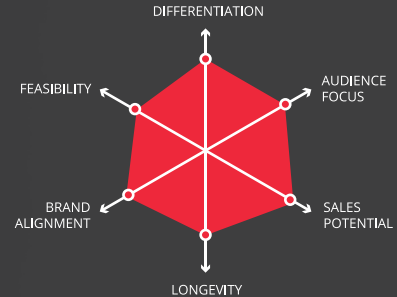 DIFFERENTIATION
FEASIBILITY
AUDIENCE
FOCUS
BRAND
ALIGNMENT
SALES
POTENTIAL
LONGEVITY